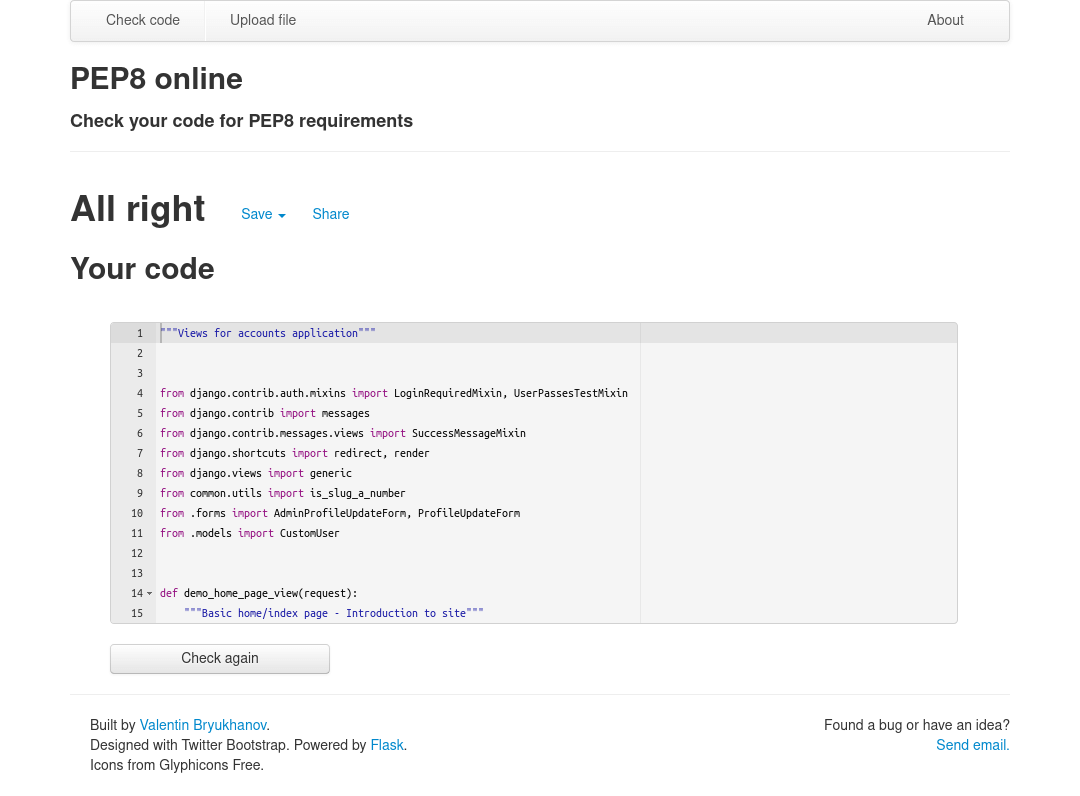 Check code Upload file About
PEP8 online
Check your code for PEP8 requirements
All right Save Share
Your code
1 """Views for accounts application"""
2
3
4 from django.contrib.auth.mixins import LoginRequiredMixin, UserPassesTestMixin
5 from django.contrib import messages
6 from django.contrib.messages.views import SuccessMessageMixin
7 from django.shortcuts import redirect, render
8 from django.views import generic
9 from common.utils import is_slug_a_number
10 from .forms import AdminProfileUpdateForm, ProfileUpdateForm
11 from .models import CustomUser
12
13
14 def demo_home_page_view(request):
15     """Basic home/index page - Introduction to site"""
Check again
Built by Valentin Bryukhanov. Found a bug or have an idea?
Designed with Twitter Bootstrap. Powered by Flask. Send email.
Icons from Glyphicons Free.